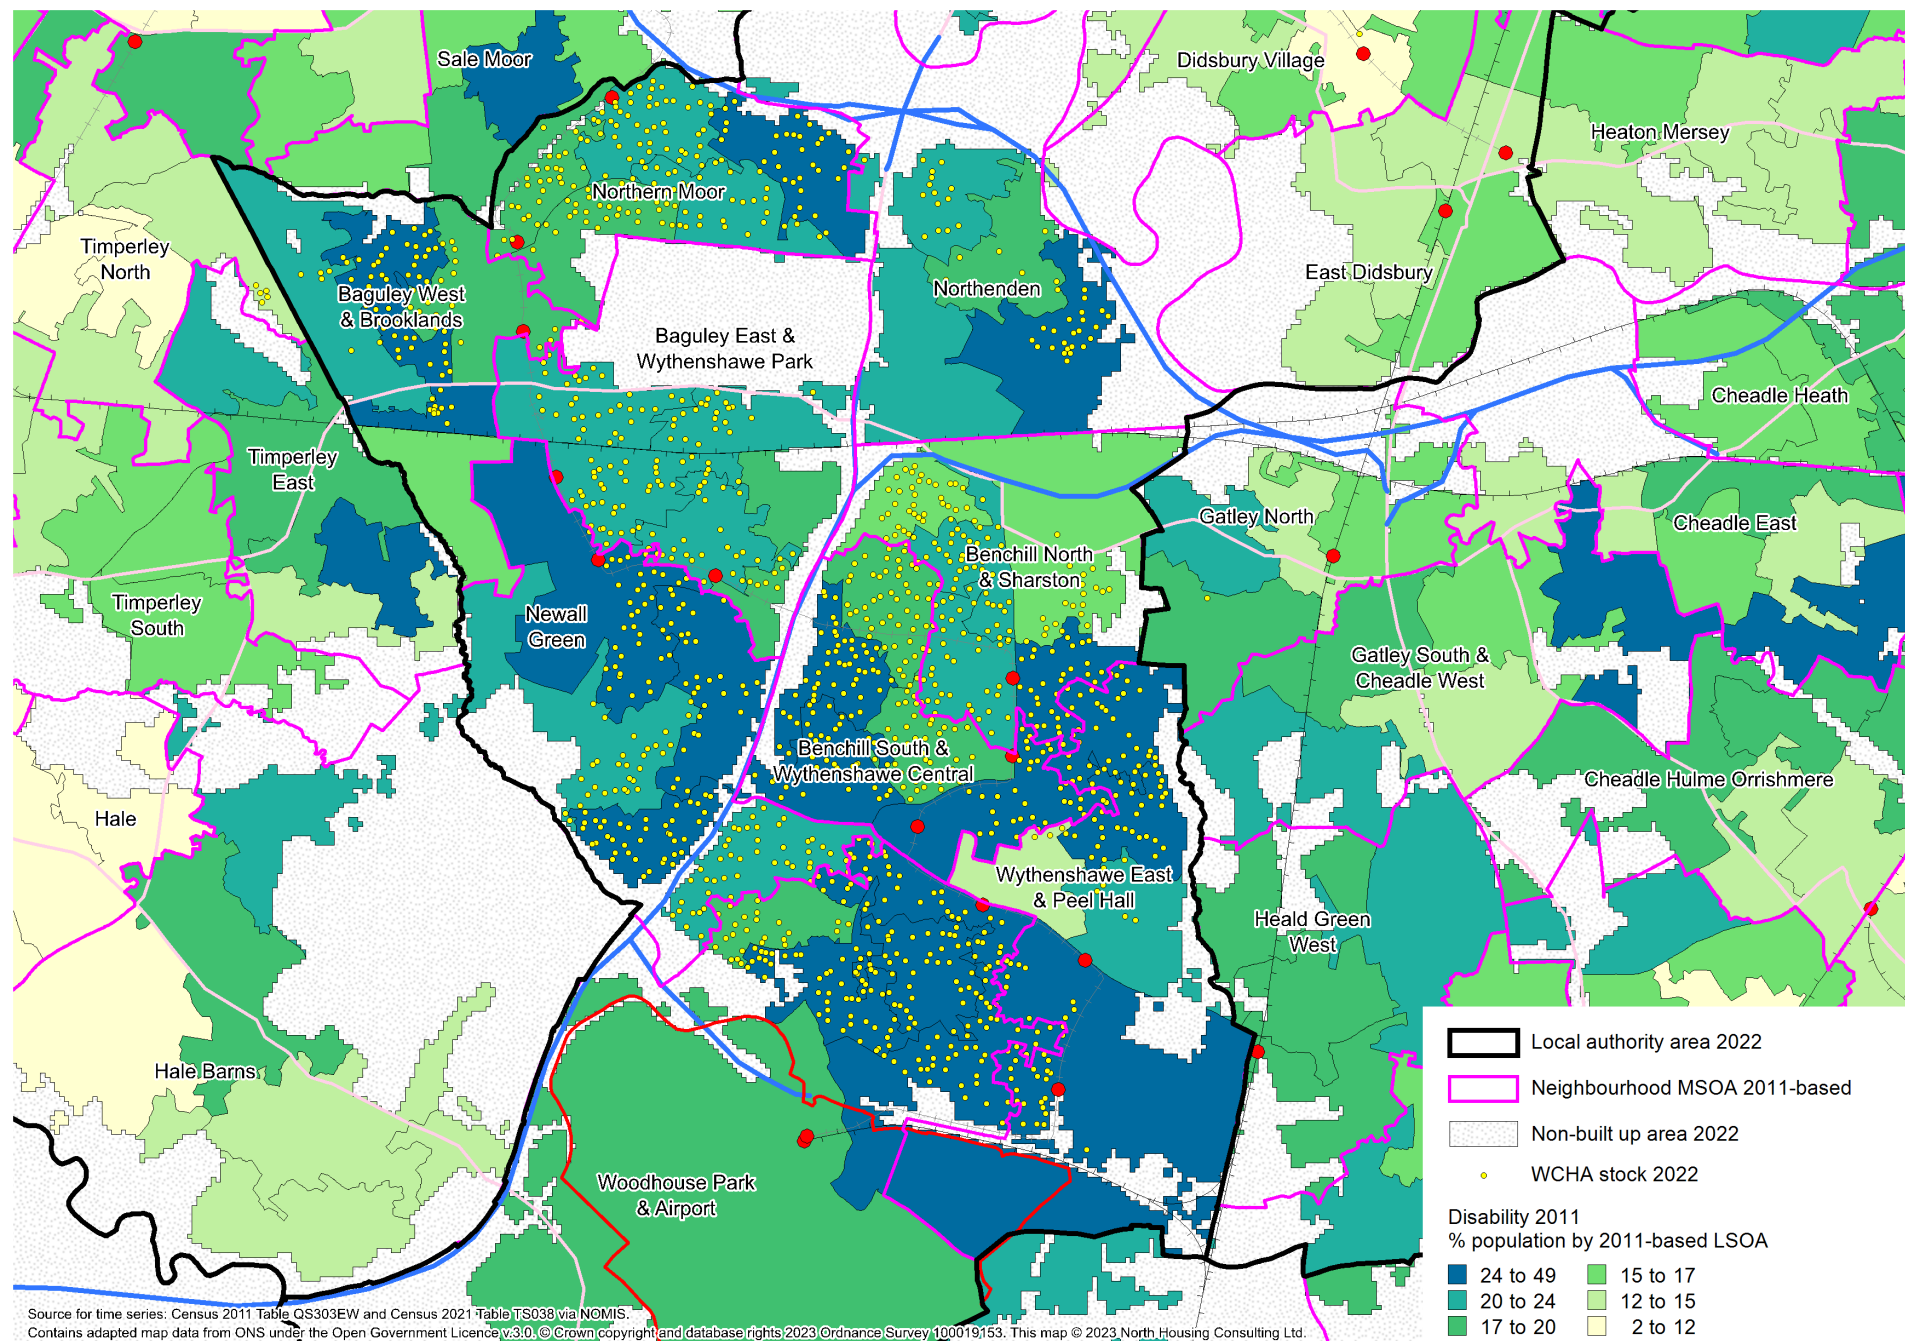 Sale Moor
Didsbury Village
Heaton Mersey
Northern Moor
Timperley
North
East Didsbury
Northenden
Baguley West
& Brooklands
Baguley East &
Wythenshawe Park
Cheadle Heath
Timperley
East
Gatley North
Cheadle East
Benchill North
& Sharston
Timperley
South
Newall
Green
Gatley South &
Cheadle West
Benchill South &
Wythenshawe Central
Cheadle Hulme Orrishmere
Hale
Wythenshawe East
& Peel Hall
Heald Green
West
Hale Barns
Woodhouse Park
& Airport
Local authority area 2022
Neighbourhood MSOA 2011-based
Non-built up area 2022
WCHA stock 2022
Disability 2011
% population by 2011-based LSOA
24 to 49
15 to 17
20 to 24
12 to 15
17 to 20
2 to 12
Source for time series: Census 2011 Table QS303EW and Census 2021 Table TS038 via NOMIS.
Contains adapted map data from ONS under the Open Government Licence v.3.0. © Crown copyright and database rights 2023 Ordnance Survey 100019153. This map © 2023 North Housing Consulting Ltd.